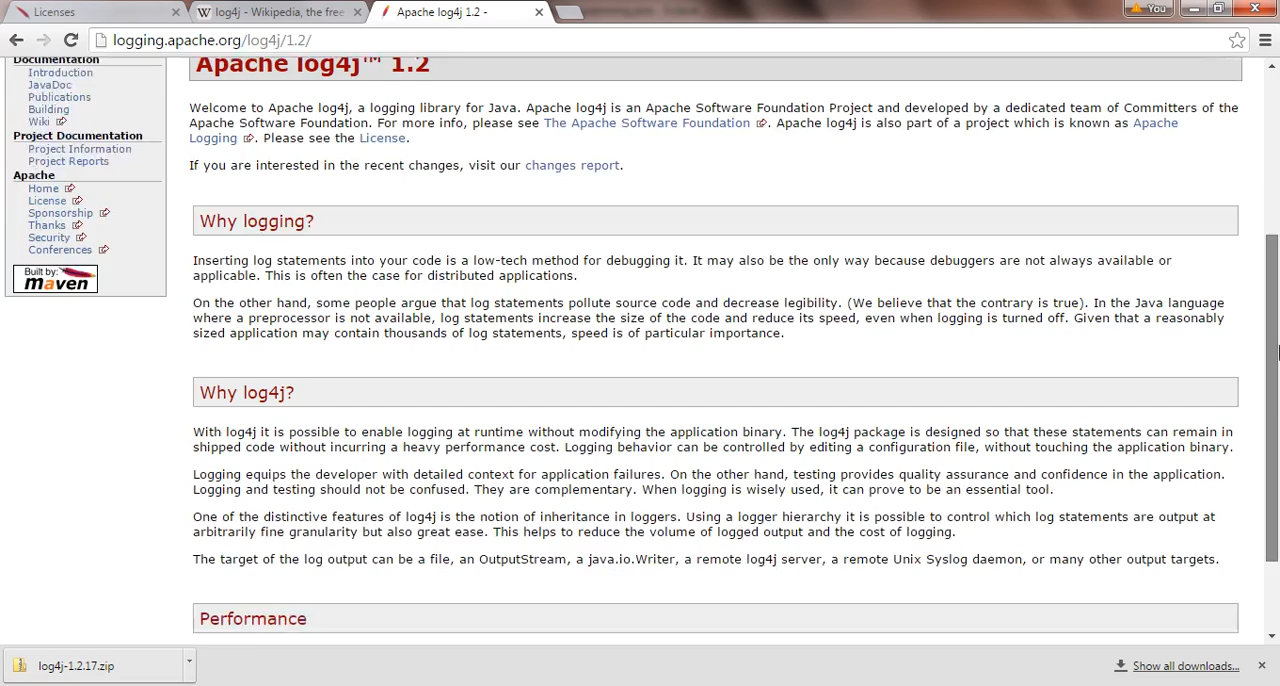 Licenses
log4j - Wikipedia, the free
Apache log4j 1.2 -
You
logging.apache.org/log4j/1.2/
Documentation
Introduction
JavaDoc
Publications
Building
Wiki
Project Documentation
Project Information
Project Reports
Apache
Home
License
Sponsorship
Thanks
Security
Conferences
Built by:
maven
Apache log4j™ 1.2
Welcome to Apache log4j, a logging library for Java. Apache log4j is an Apache Software Foundation Project and developed by a dedicated team of Committers of the
Apache Software Foundation. For more info, please see The Apache Software Foundation . Apache log4j is also part of a project which is known as Apache
Logging . Please see the License.
If you are interested in the recent changes, visit our changes report.
Why logging?
Inserting log statements into your code is a low-tech method for debugging it. It may also be the only way because debuggers are not always available or
applicable. This is often the case for distributed applications.
On the other hand, some people argue that log statements pollute source code and decrease legibility. (We believe that the contrary is true). In the Java language
where a preprocessor is not available, log statements increase the size of the code and reduce its speed, even when logging is turned off. Given that a reasonably
sized application may contain thousands of log statements, speed is of particular importance.
Why log4j?
With log4j it is possible to enable logging at runtime without modifying the application binary. The log4j package is designed so that these statements can remain in
shipped code without incurring a heavy performance cost. Logging behavior can be controlled by editing a configuration file, without touching the application binary.
Logging equips the developer with detailed context for application failures. On the other hand, testing provides quality assurance and confidence in the application.
Logging and testing should not be confused. They are complementary. When logging is wisely used, it can prove to be an essential tool.
One of the distinctive features of log4j is the notion of inheritance in loggers. Using a logger hierarchy it is possible to control which log statements are output at
arbitrarily fine granularity but also great ease. This helps to reduce the volume of logged output and the cost of logging.
The target of the log output can be a file, an OutputStream, a java.io.Writer, a remote log4j server, a remote Unix Syslog daemon, or many other output targets.
Performance
log4j-1.2.17.zip
Show all downloads...